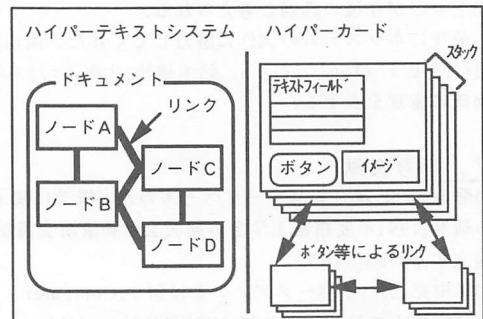 ハイパーテキストシステム
ドキュメント
リンク
ノードA
ノードC
ノードB
ノードD
ハイパーカード
スタック
テキストフィールド
ボタン
イメージ
ボタン等によるリンク